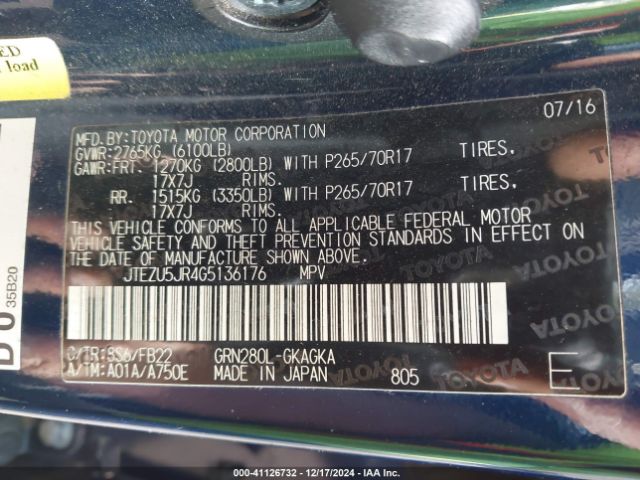 ED
load
07/16
MFD. BY:TOYOTA MOTOR CORPORATION
GVWR:2765KG (6100LB)
GAWR:FRT. 1270KG (2800LB) WITH P265/70R17 TIRES.
17X7J RIMS.
RR. 1515KG (3350LB) WITH P265/70R17 TIRES.
17X7J RIMS.
THIS VEHICLE CONFORMS TO ALL APPLICABLE FEDERAL MOTOR
VEHICLE SAFETY AND THEFT PREVENTION STANDARDS IN EFFECT ON
THE DATE OF MANUFACTURE SHOWN ABOVE.
JTEZU5JR4G5136176 MPV
C/TR:8S6/FB22 GRN280L-GKAGKA
A/TM:A01A/A750E MADE IN JAPAN 805 E
35B20
000-41126732 - 12/17/2024 - IAA Inc.